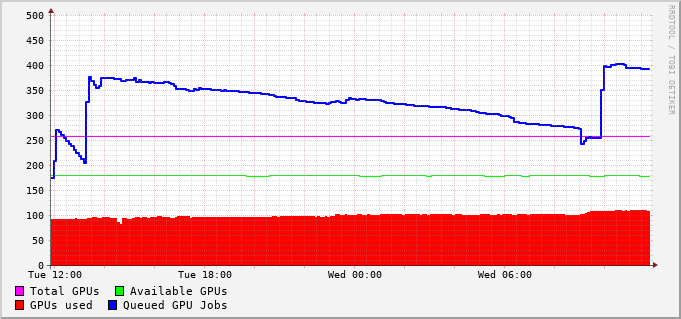 500
450
400
350
300
250
200
150
100
50
0
Tue 12:00 Tue 18:00 Wed 00:00 Wed 06:00
Total GPUs Available GPUs
GPUs used Queued GPU Jobs
RRDTOOL / TOBI OETIKER